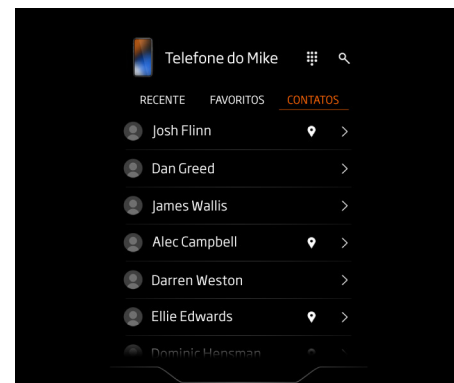 Telefone do Mike
RECENTE FAVORITOS CONTATOS
Josh Flinn
Dan Greed
James Wallis
Alec Campbell
Darren Weston
Ellie Edwards
Dominic Hensman